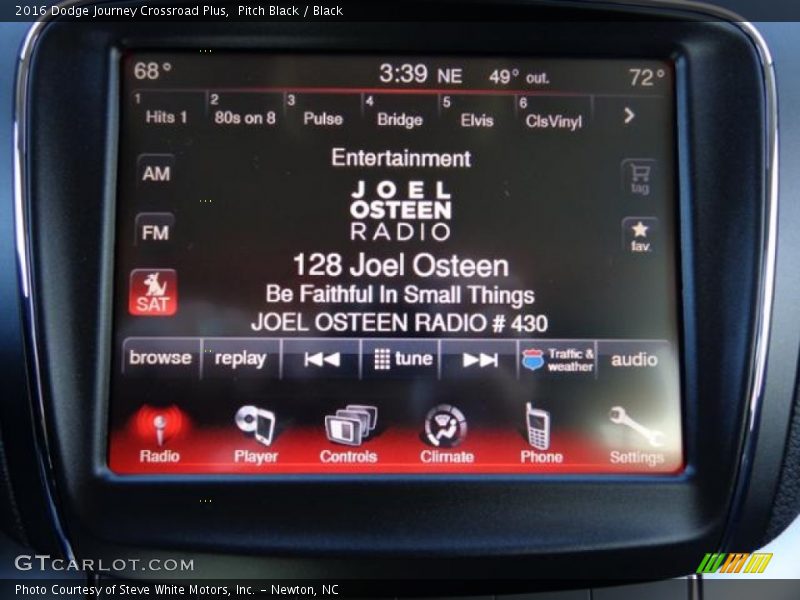 2016 Dodge Journey Crossroad Plus, Pitch Black / Black
68° 3:39 NE 49° out. 72°
1 Hits 1 2 80s on 8 3 Pulse 4 Bridge 5 Elvis 6 ClsVinyl >
Entertainment
AM
tag
JOEL
OSTEEN
RADIO
FM
fav.
128 Joel Osteen
SAT
Be Faithful In Small Things
JOEL OSTEEN RADIO # 430
browse replay tune Traffic & weather audio
Radio Player Controls Climate Phone Settings
GTCARLOT.COM
Photo Courtesy of Steve White Motors, Inc. – Newton, NC